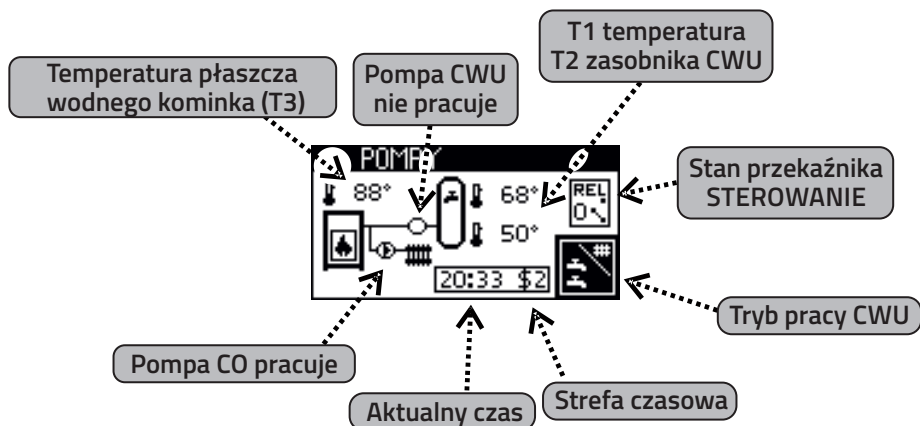 T1 temperatura
T2 zasobnika CWU
Temperatura płaszcza
wodnego kominka (T3)
Pompa CWU
nie pracuje
POMPY
88°
68°
50°
REL
0
20:33 $2
Stan przekaźnika
STEROWANIE
Tryb pracy CWU
Pompa CO pracuje
Aktualny czas
Strefa czasowa